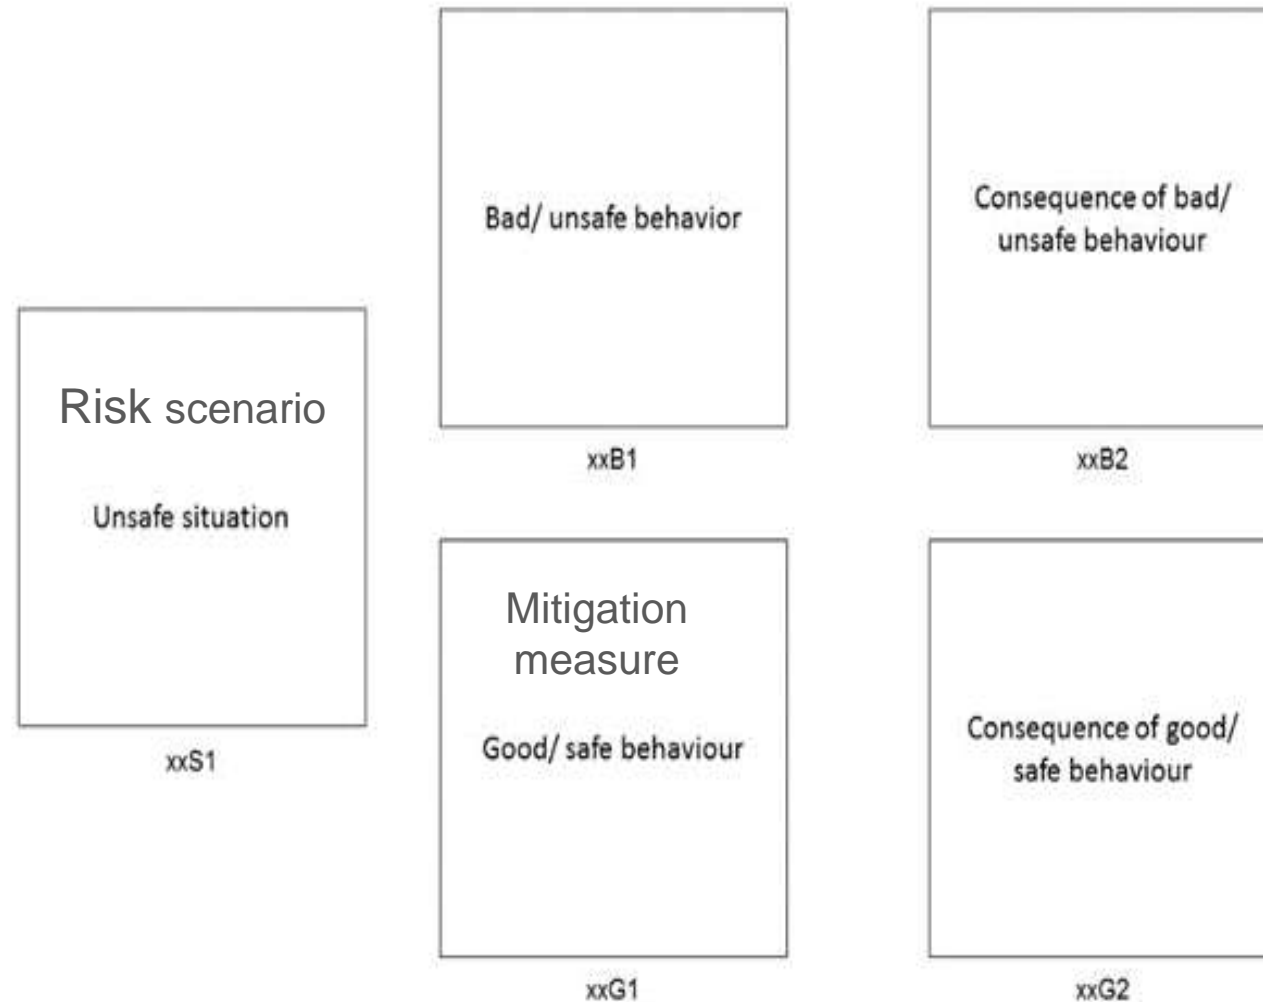 Bad/ unsafe behavior
xxB1
Consequence of bad/
unsafe behaviour
xxB2
Risk scenario
Unsafe situation
xxS1
Mitigation
measure
Good/ safe behaviour
xxG1
Consequence of good/
safe behaviour
xxG2